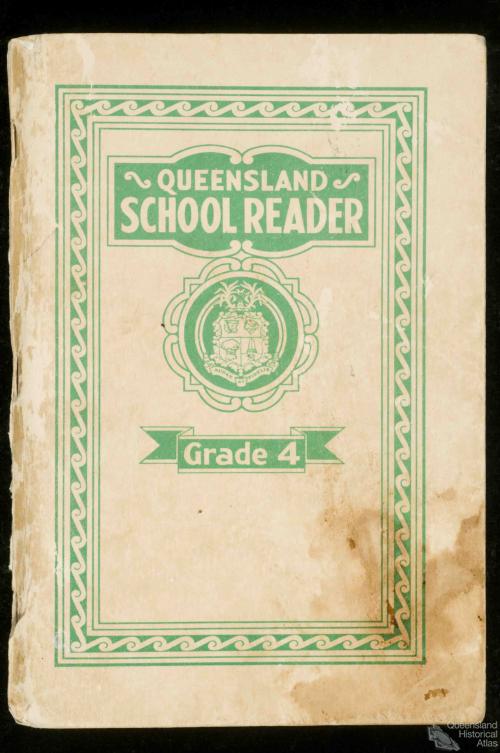 QUEENSLAND
SCHOOL READER
Grade 4
Queensland
Historical
Atlas